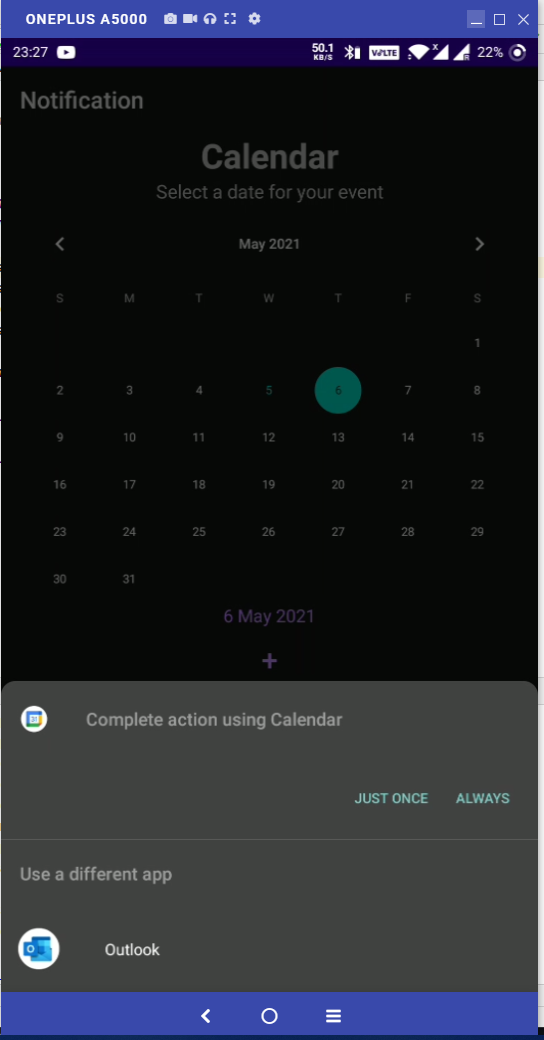 ONEPLUS A5000
23:27 50.1 KB/S VoLTE x 22%
Notification
Calendar
Select a date for your event
May 2021
S M T W T F S
1
2 3 4 5 6 7 8
9 10 11 12 13 14 15
16 17 18 19 20 21 22
23 24 25 26 27 28 29
30 31
6 May 2021
+
31 Complete action using Calendar
JUST ONCE ALWAYS
Use a different app
O Outlook